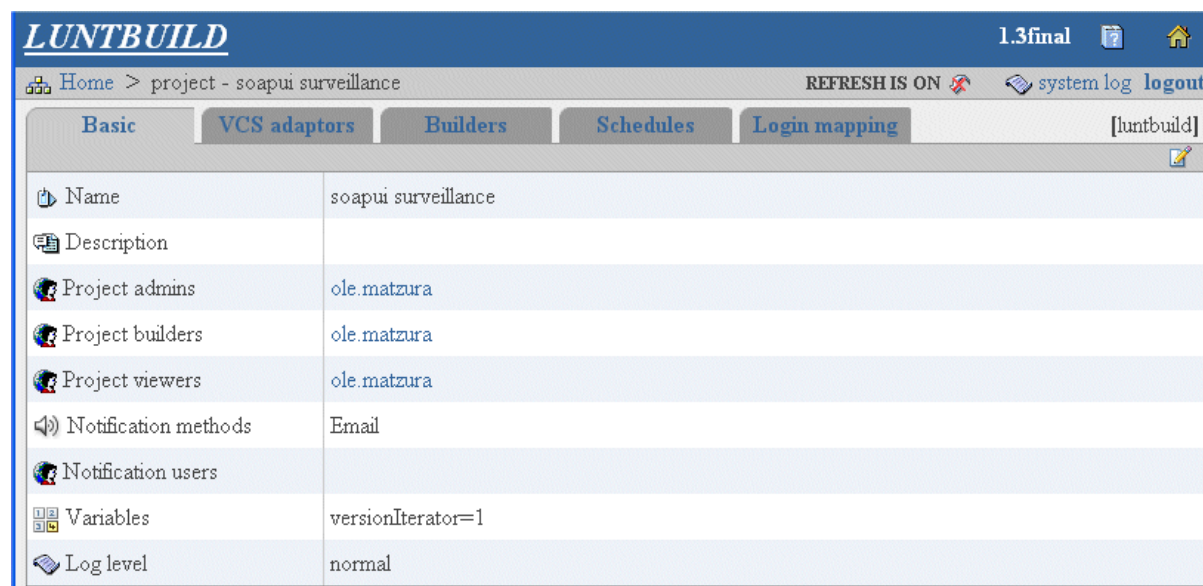 LUNTBUILD 1.3final
Home > project - soapui surveillance REFRESH IS ON system log logout
Basic VCS adaptors Builders Schedules Login mapping [luntbuild]
Name soapui surveillance
Description
Project admins ole.matzura
Project builders ole.matzura
Project viewers ole.matzura
Notification methods Email
Notification users
Variables versionIterator=1
Log level normal